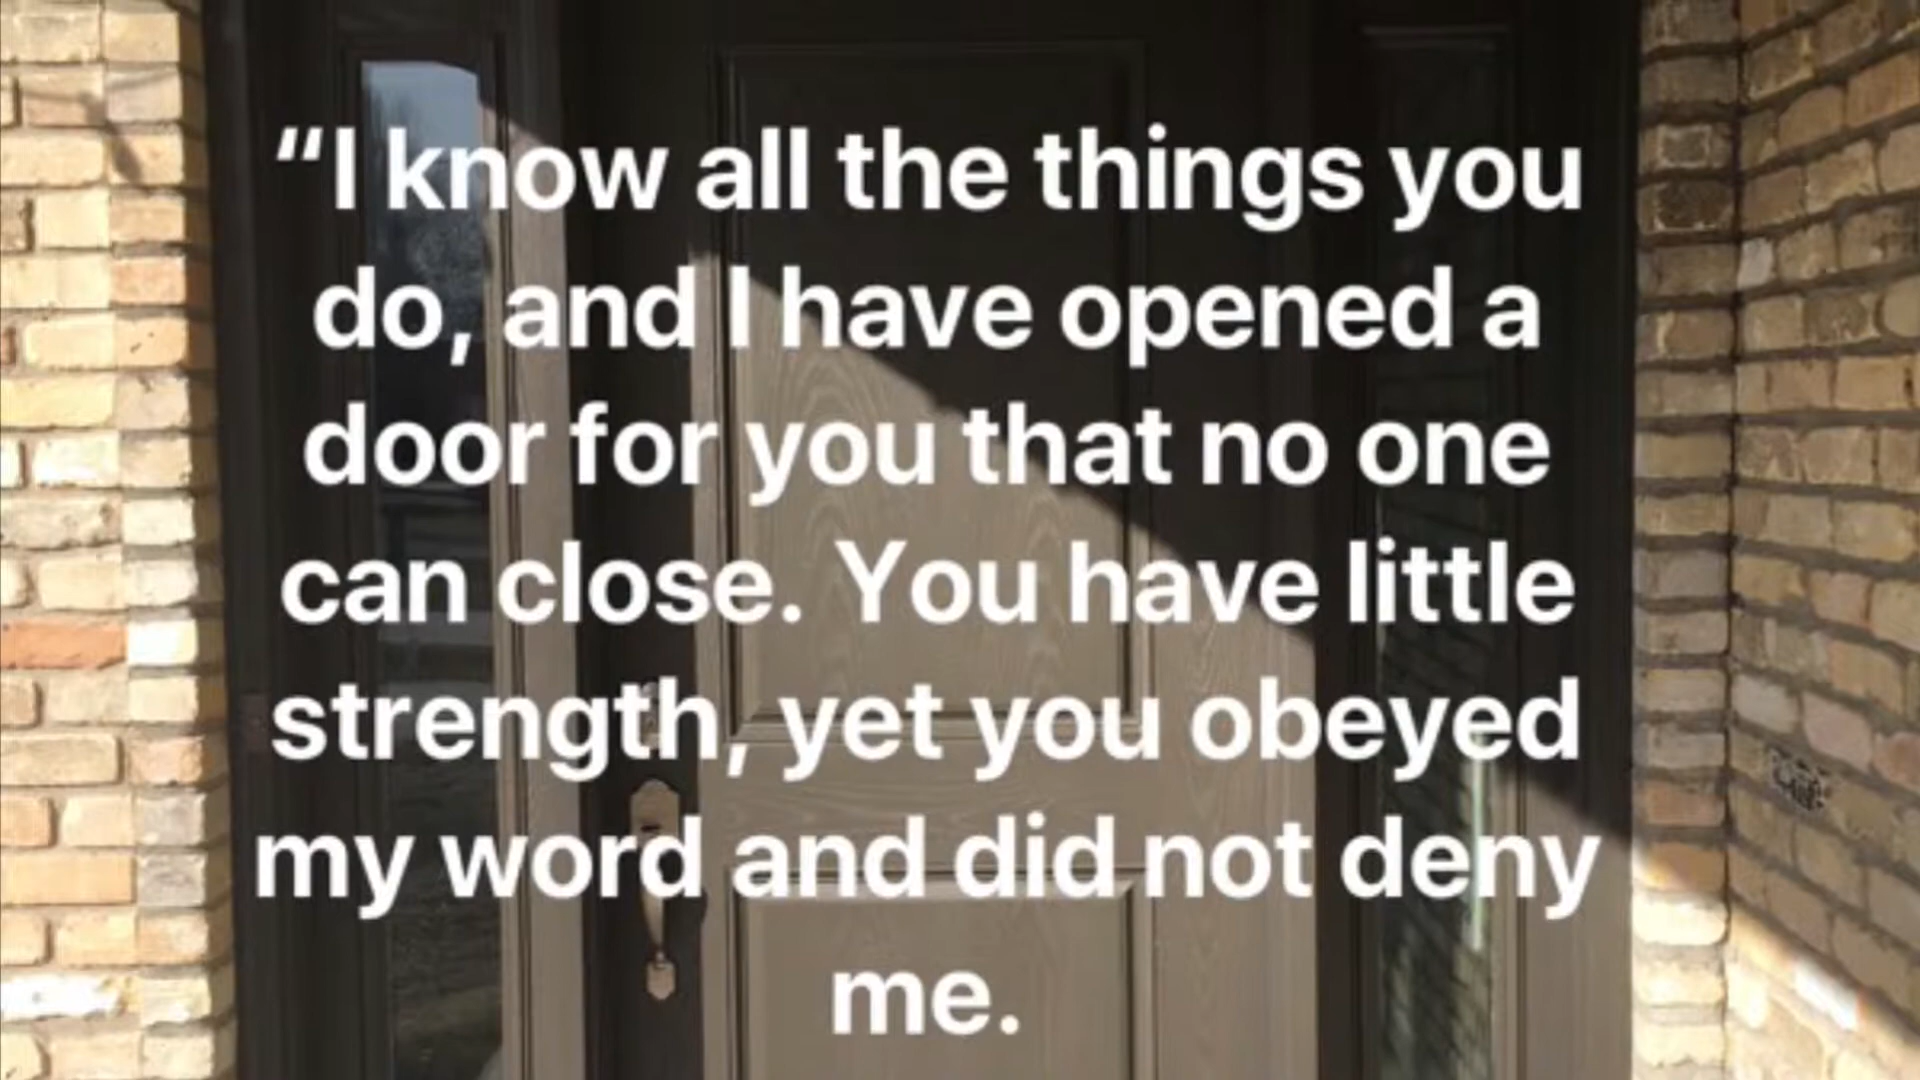 “I know all the things you
do, and I have opened a
door for you that no one
can close. You have little
strength, yet you obeyed
my word and did not deny
me.